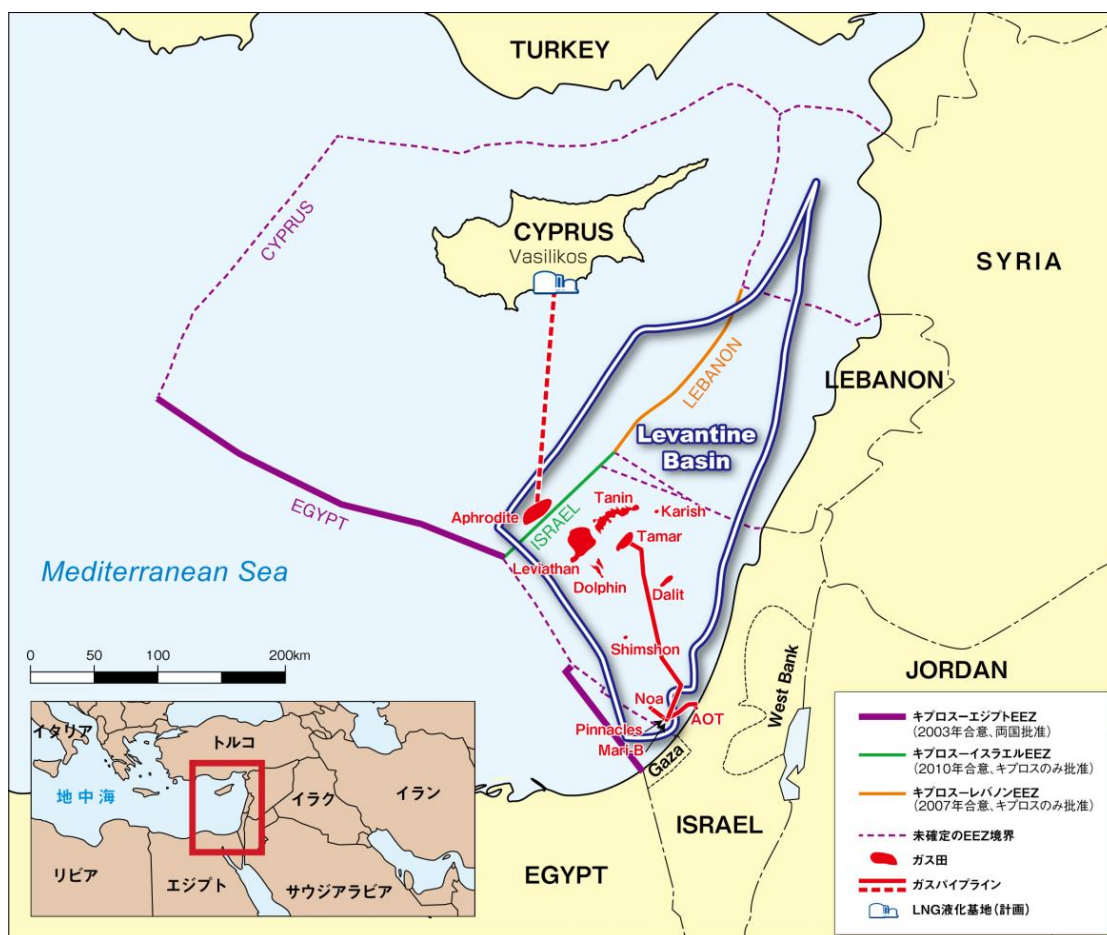 TURKEY
CYPRUS
CYPRUS
Vasilikos
SYRIA
LEBANON
LEBANON
Levantine
Basin
EGYPT
ISRAEL
Aphrodite
Tanin
Karish
Tamar
Leviathan
Dolphin
Dalit
Mediterranean Sea
Shimshon
0 50 100 200km
JORDAN
West Bank
Noa
AOT
Pinnacles
Mari-B
Gaza
ISRAEL
EGYPT
イタリア
トルコ
地中海
イラク
イラン
リビア
エジプト
サウジアラビア
キプロスーエジプトEEZ
(2003年合意、両国批准)
キプロスーイスラエルEEZ
(2010年合意、キプロスのみ批准)
キプロスーレバノンEEZ
(2007年合意、キプロスのみ批准)
未確定のEEZ境界
ガス田
ガスパイプライン
LNG液化基地(計画)